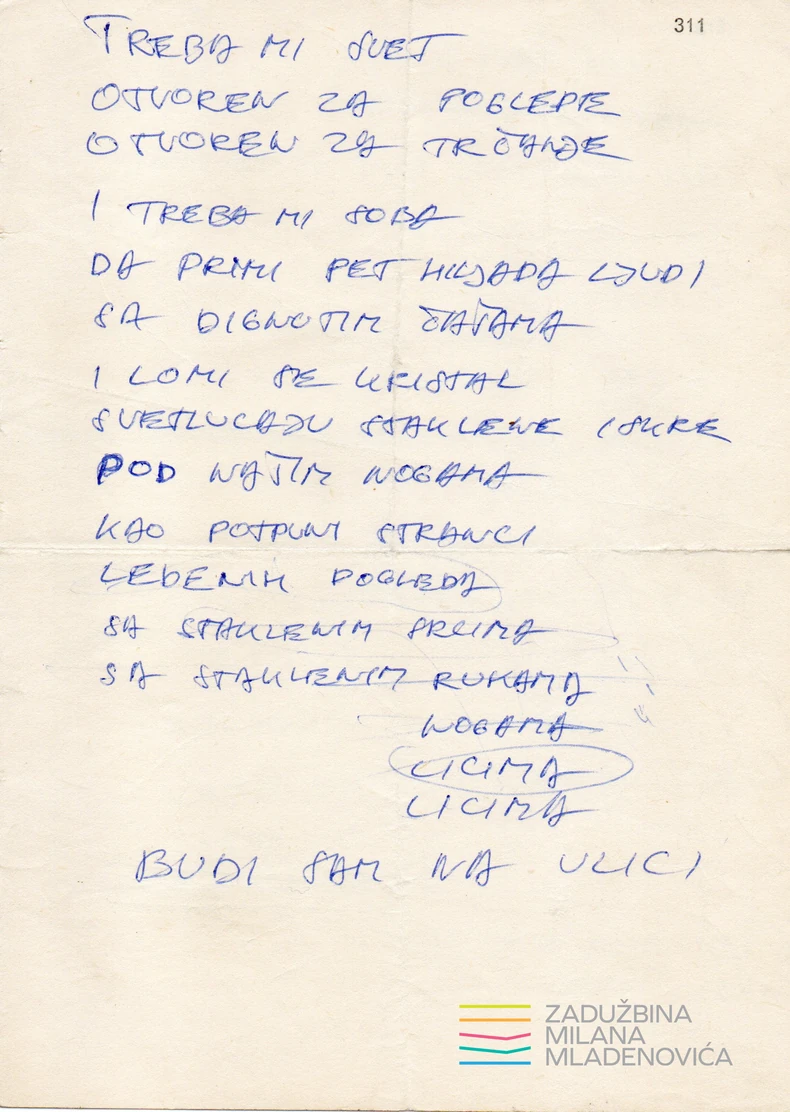 311
TREBA MI SVET
OTVOREN ZA POGLEDE
OTVOREN ZA TRČANJE
I TREBA MI SOBA
DA PRIMI PET HILJADA LJUDI
SA DIGNUTIM ČAŠAMA
I LOMI SE KRISTAL
SVETLUCAJU STAKLENE ISKRE
POD NAŠIM NOGAMA
KAO POTPUNI STRANCI
LEDENIH POGLEDA
SA STAKLENIM SRCIMA
SA STAKLENIM RUKAMA
NOGAMA
LICIMA
LICIMA
BUDI SAM NA ULICI
ZADUŽBINA
MILANA
MLADENOVIĆA